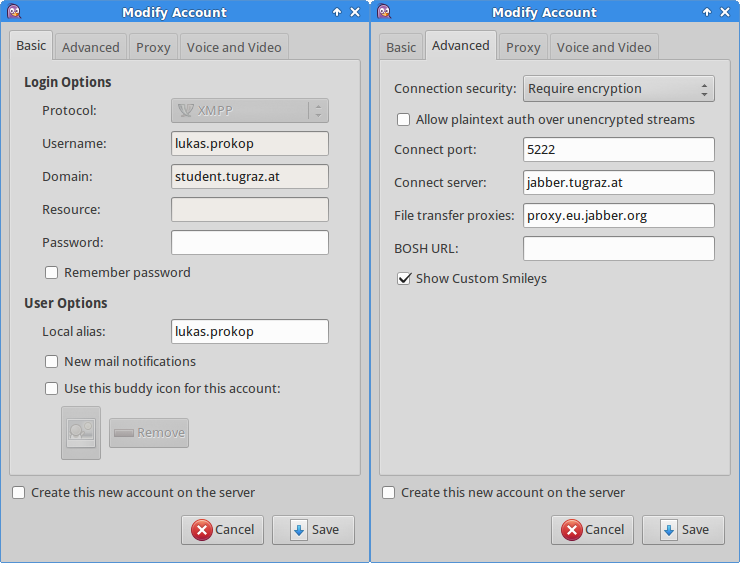 Modify Account
Basic Advanced Proxy Voice and Video
Login Options
Protocol: XMPP
Username: lukas.prokop
Domain: student.tugraz.at
Resource:
Password:
Remember password
User Options
Local alias: lukas.prokop
New mail notifications
Use this buddy icon for this account:
Remove
Create this new account on the server
Cancel Save
Modify Account
Basic Advanced Proxy Voice and Video
Connection security: Require encryption
Allow plaintext auth over unencrypted streams
Connect port: 5222
Connect server: jabber.tugraz.at
File transfer proxies: proxy.eu.jabber.org
BOSH URL:
Show Custom Smileys
Create this new account on the server
Cancel Save